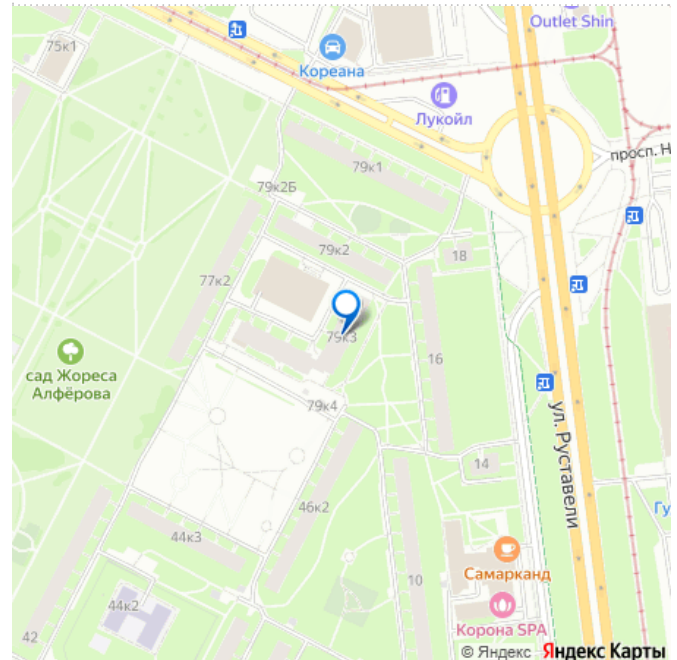 Outlet Shin
75к1
Кореана
Лукойл
79к1
просп. Н
79к2Б
79к2
18
77к2
79к3
16
сад Жореса
Алфёрова
79к4
ул. Руставели
14
46к2
Гу
44к3
Самарканд
10
44к2
Корона SPA
42
© Яндекс Яндекс Карты